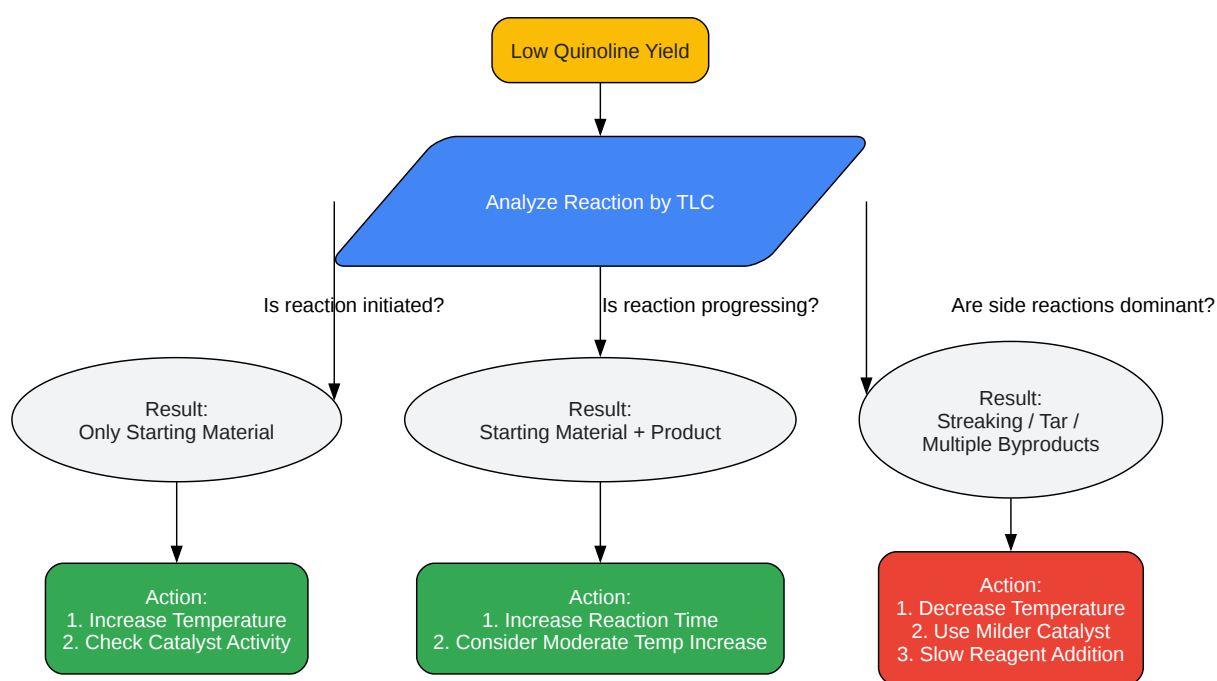 Low Quinoline Yield
Analyze Reaction by TLC
Is reaction initiated?
Is reaction progressing?
Are side reactions dominant?
Result:
Only Starting Material
Result:
Starting Material + Product
Result:
Streaking / Tar /
Multiple Byproducts
Action:
1. Increase Temperature
2. Check Catalyst Activity
Action:
1. Increase Reaction Time
2. Consider Moderate Temp Increase
Action:
1. Decrease Temperature
2. Use Milder Catalyst
3. Slow Reagent Addition